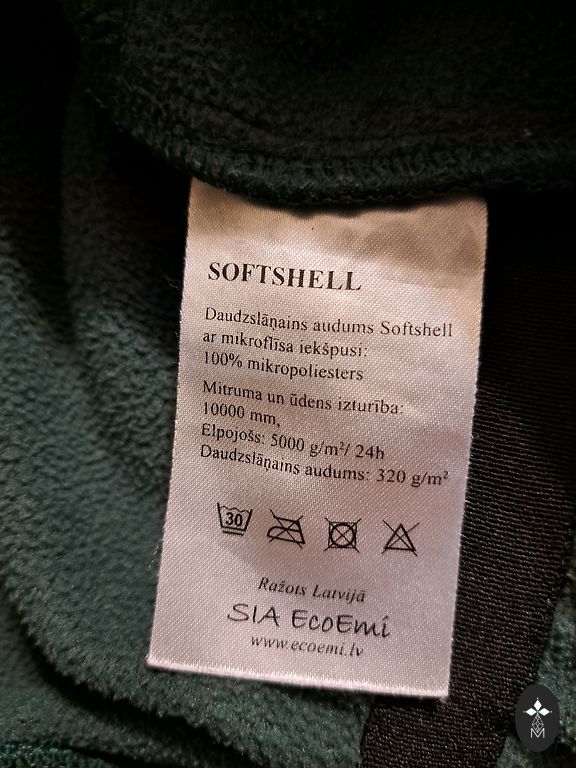 SOFTSHELL
Daudzslāņains audums Softshell
ar mikroflīsa iekšpusi:
100% mikropoliesters
Mitruma un ūdens izturība:
10000 mm,
Elpojošs: 5000 g/m²/ 24h
Daudzslāņains audums: 320 g/m²
30
Ražots Latvijā
SIA EcoEmi
www.ecoemi.lv
M